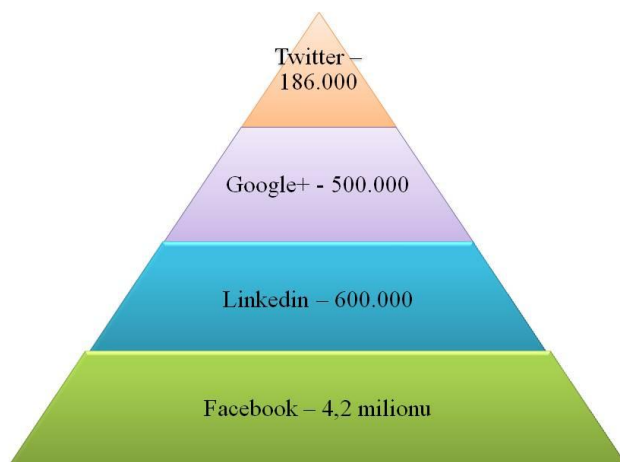 Twitter –
186.000
Google+ - 500.000
Linkedin – 600.000
Facebook – 4,2 milionu